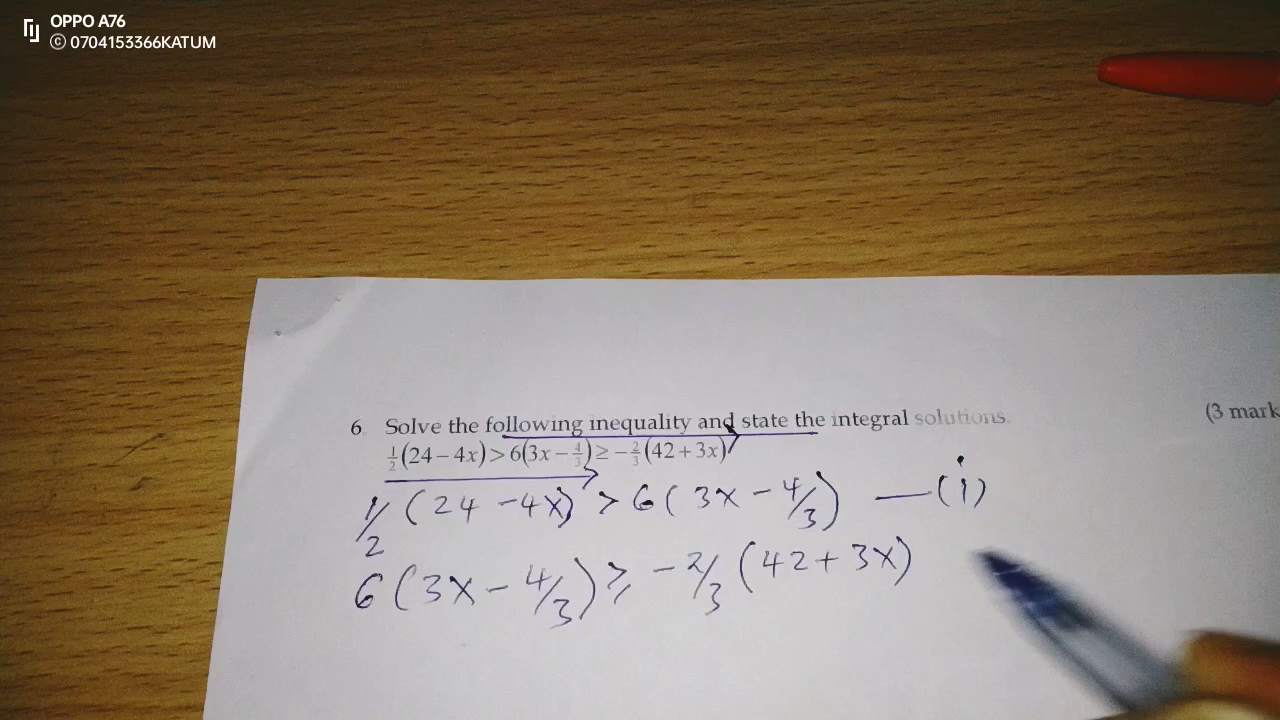 OPPO A76
© 0704153366KATUM
6. Solve the following inequality and state the integral solutions. (3 mark
½(24 − 4x) > 6(3x − 4/3) ≥ −⅔(42 + 3x)
1/2 (24 - 4x) > 6(3x - 4/3) —(i)
6(3x - 4/3) ≥ - 2/3 (42 + 3x)